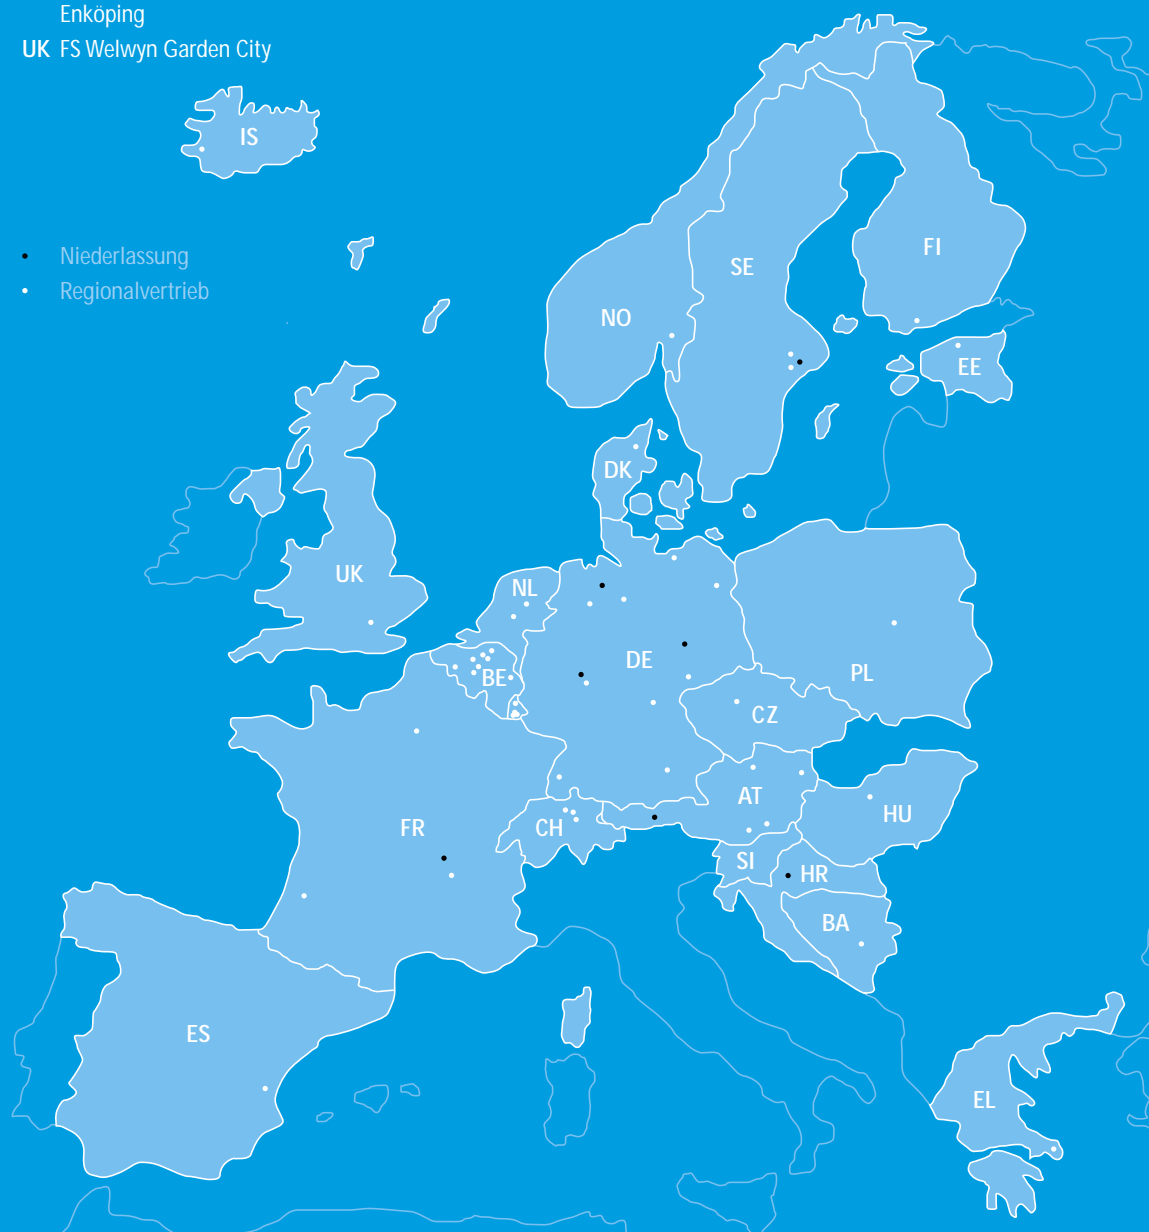 Enköping
UK FS Welwyn Garden City
IS
• Niederlassung
• Regionalvertrieb
FI
SE
NO
EE
DK
UK
NL
DE
BE
PL
CZ
AT
HU
FR
CH
SI
HR
BA
ES
EL